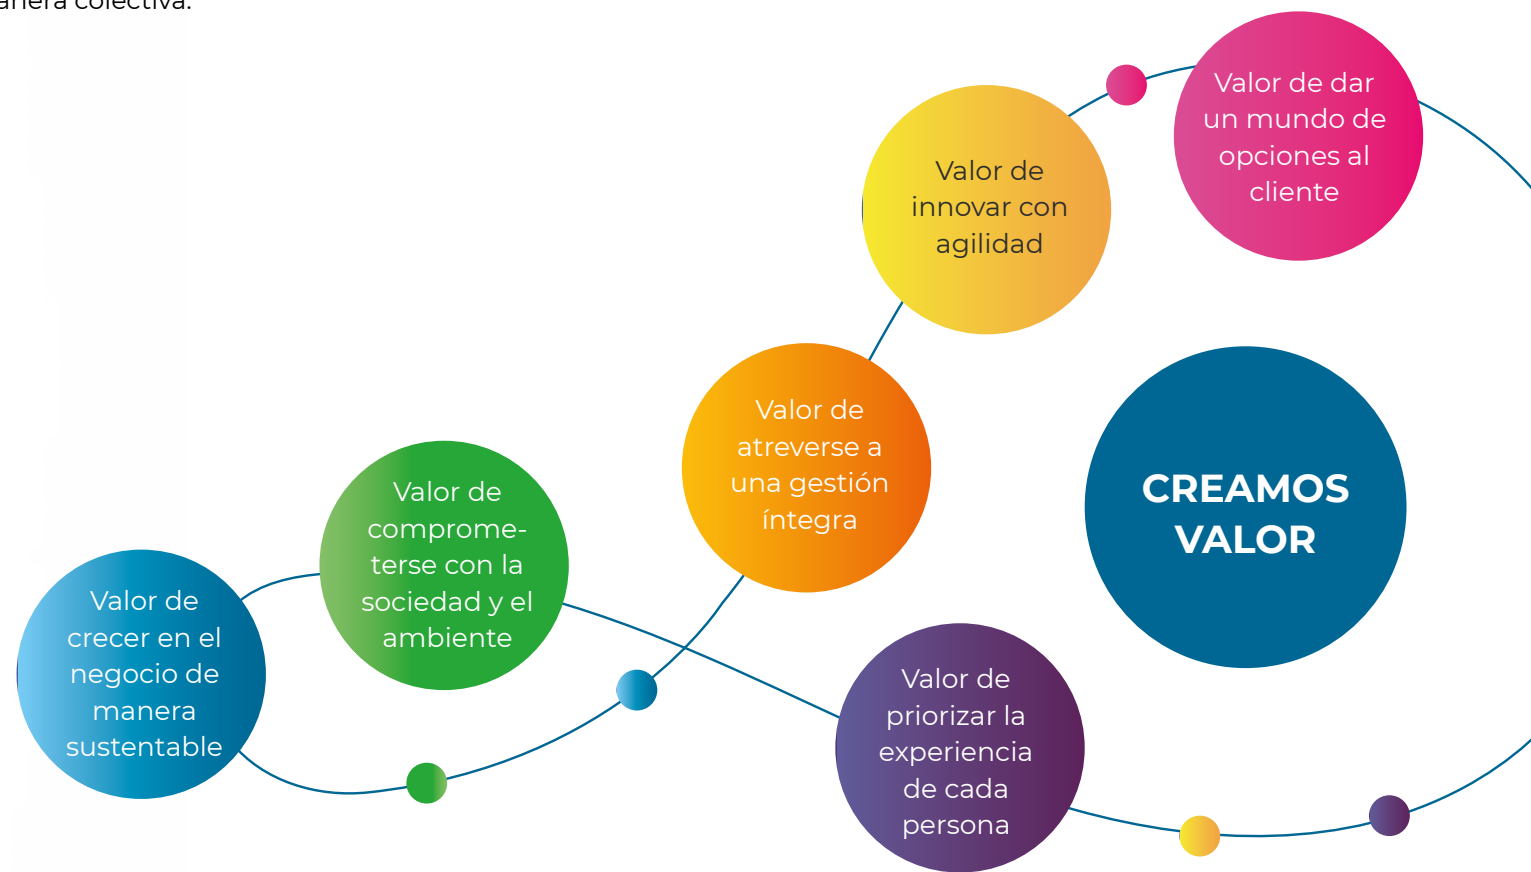 manera colectiva.
Valor de dar
un mundo de
opciones al
cliente
Valor de
innovar con
agilidad
Valor de
atreverse a
una gestión
íntegra
CREAMOS
VALOR
Valor de
comprome-
terse con la
sociedad y el
ambiente
Valor de
crecer en el
negocio de
manera
sustentable
Valor de
priorizar la
experiencia
de cada
persona